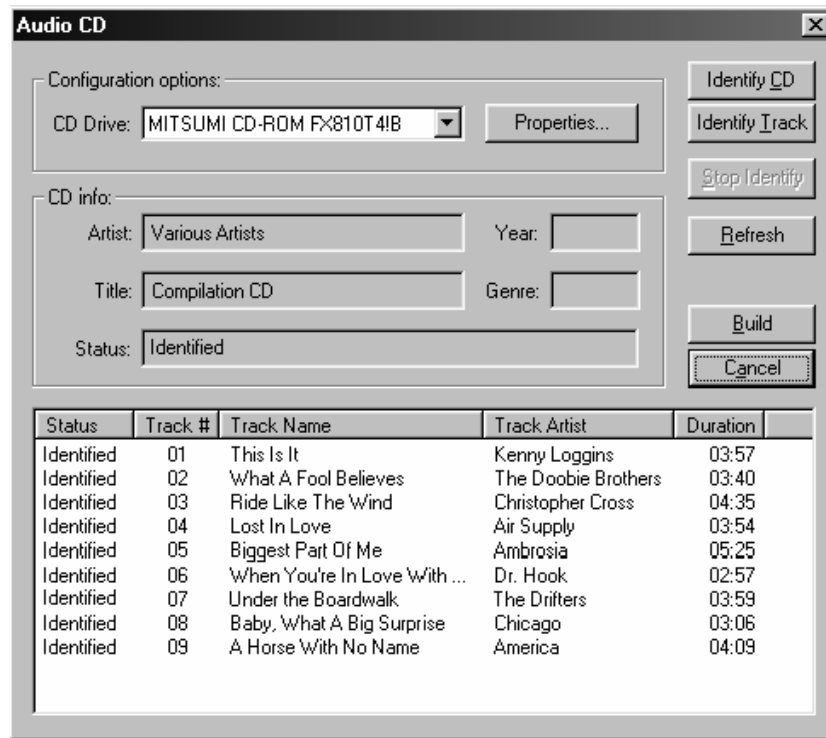 Audio CD
Configuration options:
CD Drive: MITSUMI CD-ROM FX810T4!B Properties...
Identify CD
Identify Track
Stop Identify
Refresh
Build
Cancel
CD info:
Artist: Various Artists Year:
Title: Compilation CD Genre:
Status: Identified
Status Track # Track Name Track Artist Duration
Identified 01 This Is It Kenny Loggins 03:57
Identified 02 What A Fool Believes The Doobie Brothers 03:40
Identified 03 Ride Like The Wind Christopher Cross 04:35
Identified 04 Lost In Love Air Supply 03:54
Identified 05 Biggest Part Of Me Ambrosia 05:25
Identified 06 When You're In Love With ... Dr. Hook 02:57
Identified 07 Under the Boardwalk The Drifters 03:59
Identified 08 Baby, What A Big Surprise Chicago 03:06
Identified 09 A Horse With No Name America 04:09